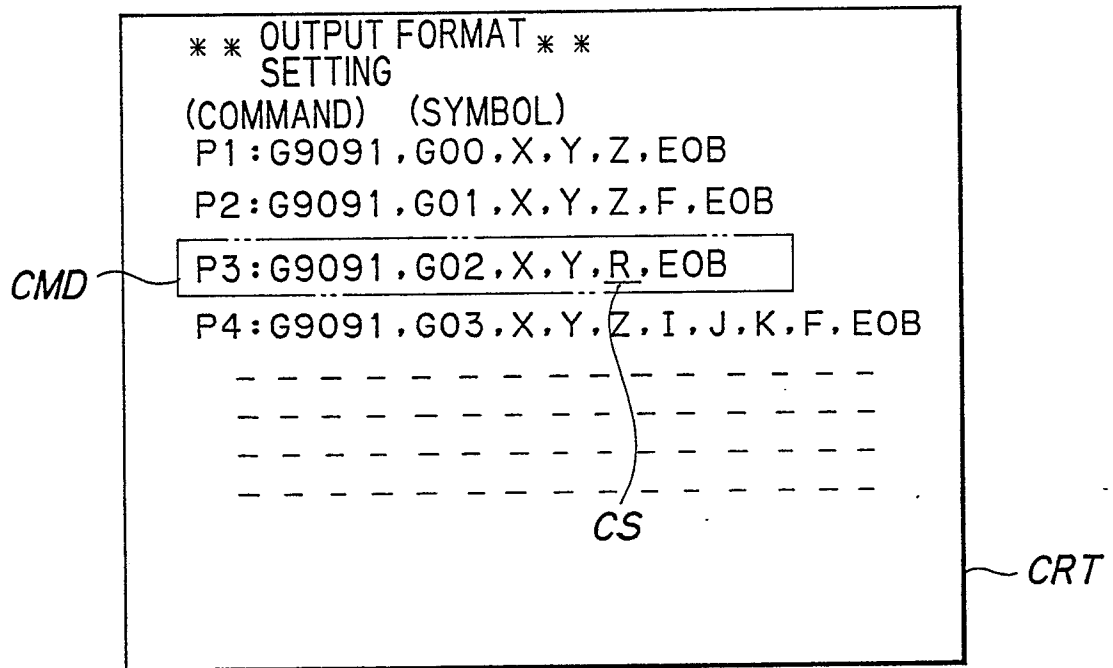 * * OUTPUT FORMAT * *
SETTING
(COMMAND) (SYMBOL)
P1:G9091,G00,X,Y,Z,EOB
P2:G9091,G01,X,Y,Z,F,EOB
CMD
P3:G9091,G02,X,Y,R,EOB
P4:G9091,G03,X,Y,Z,I,J,K,F,EOB
CS
CRT